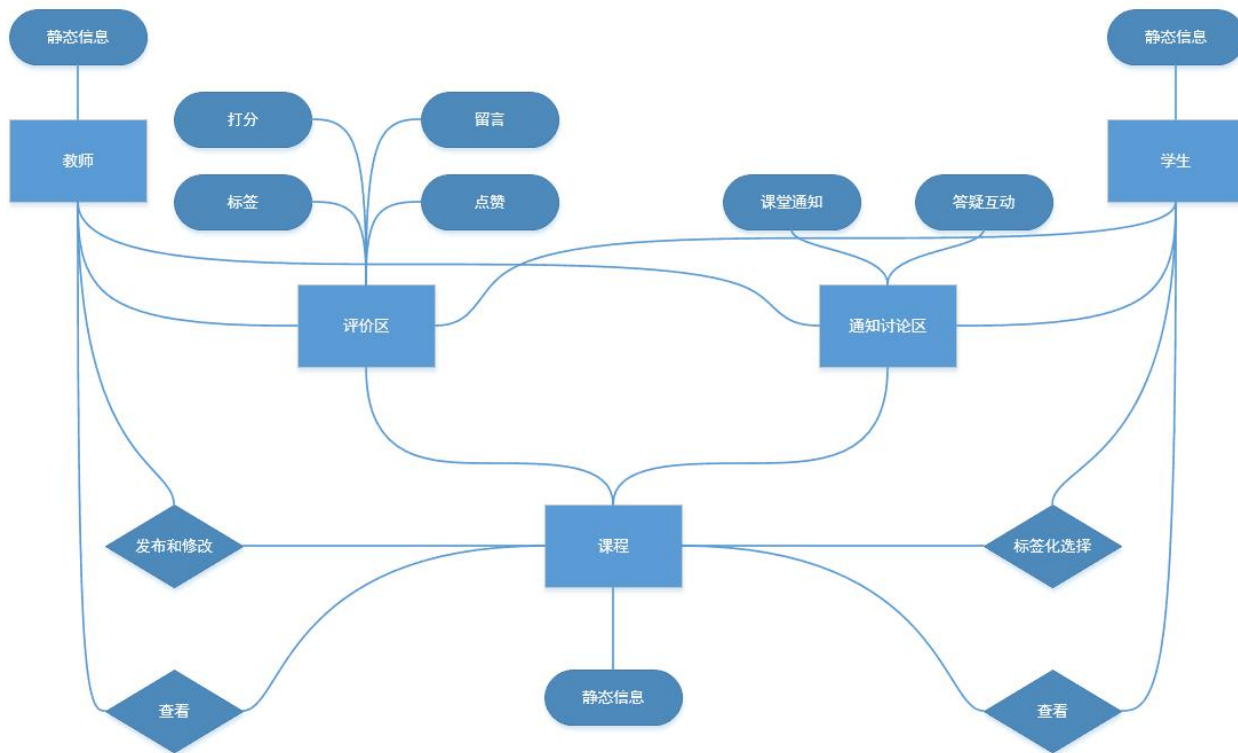 静态信息
静态信息
打分
留言
教师
学生
标签
点赞
课堂通知
答疑互动
评价区
通知讨论区
发布和修改
课程
标签化选择
静态信息
查看
查看